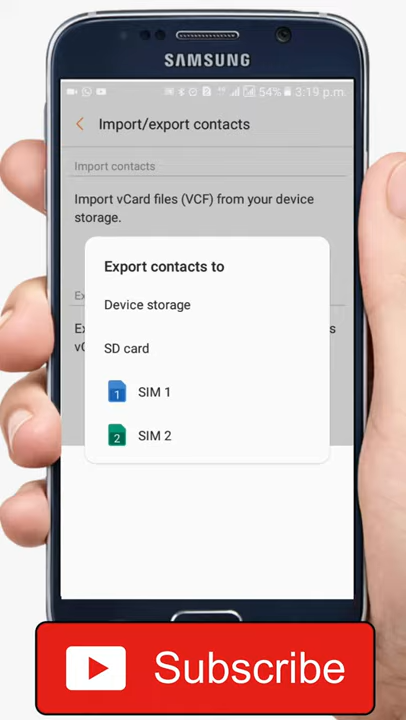 SAMSUNG
54% 3:19 p.m.
Import/export contacts
Import contacts
Import vCard files (VCF) from your device
storage.
Export contacts to
Device storage
SD card
1 SIM 1
2 SIM 2
Subscribe